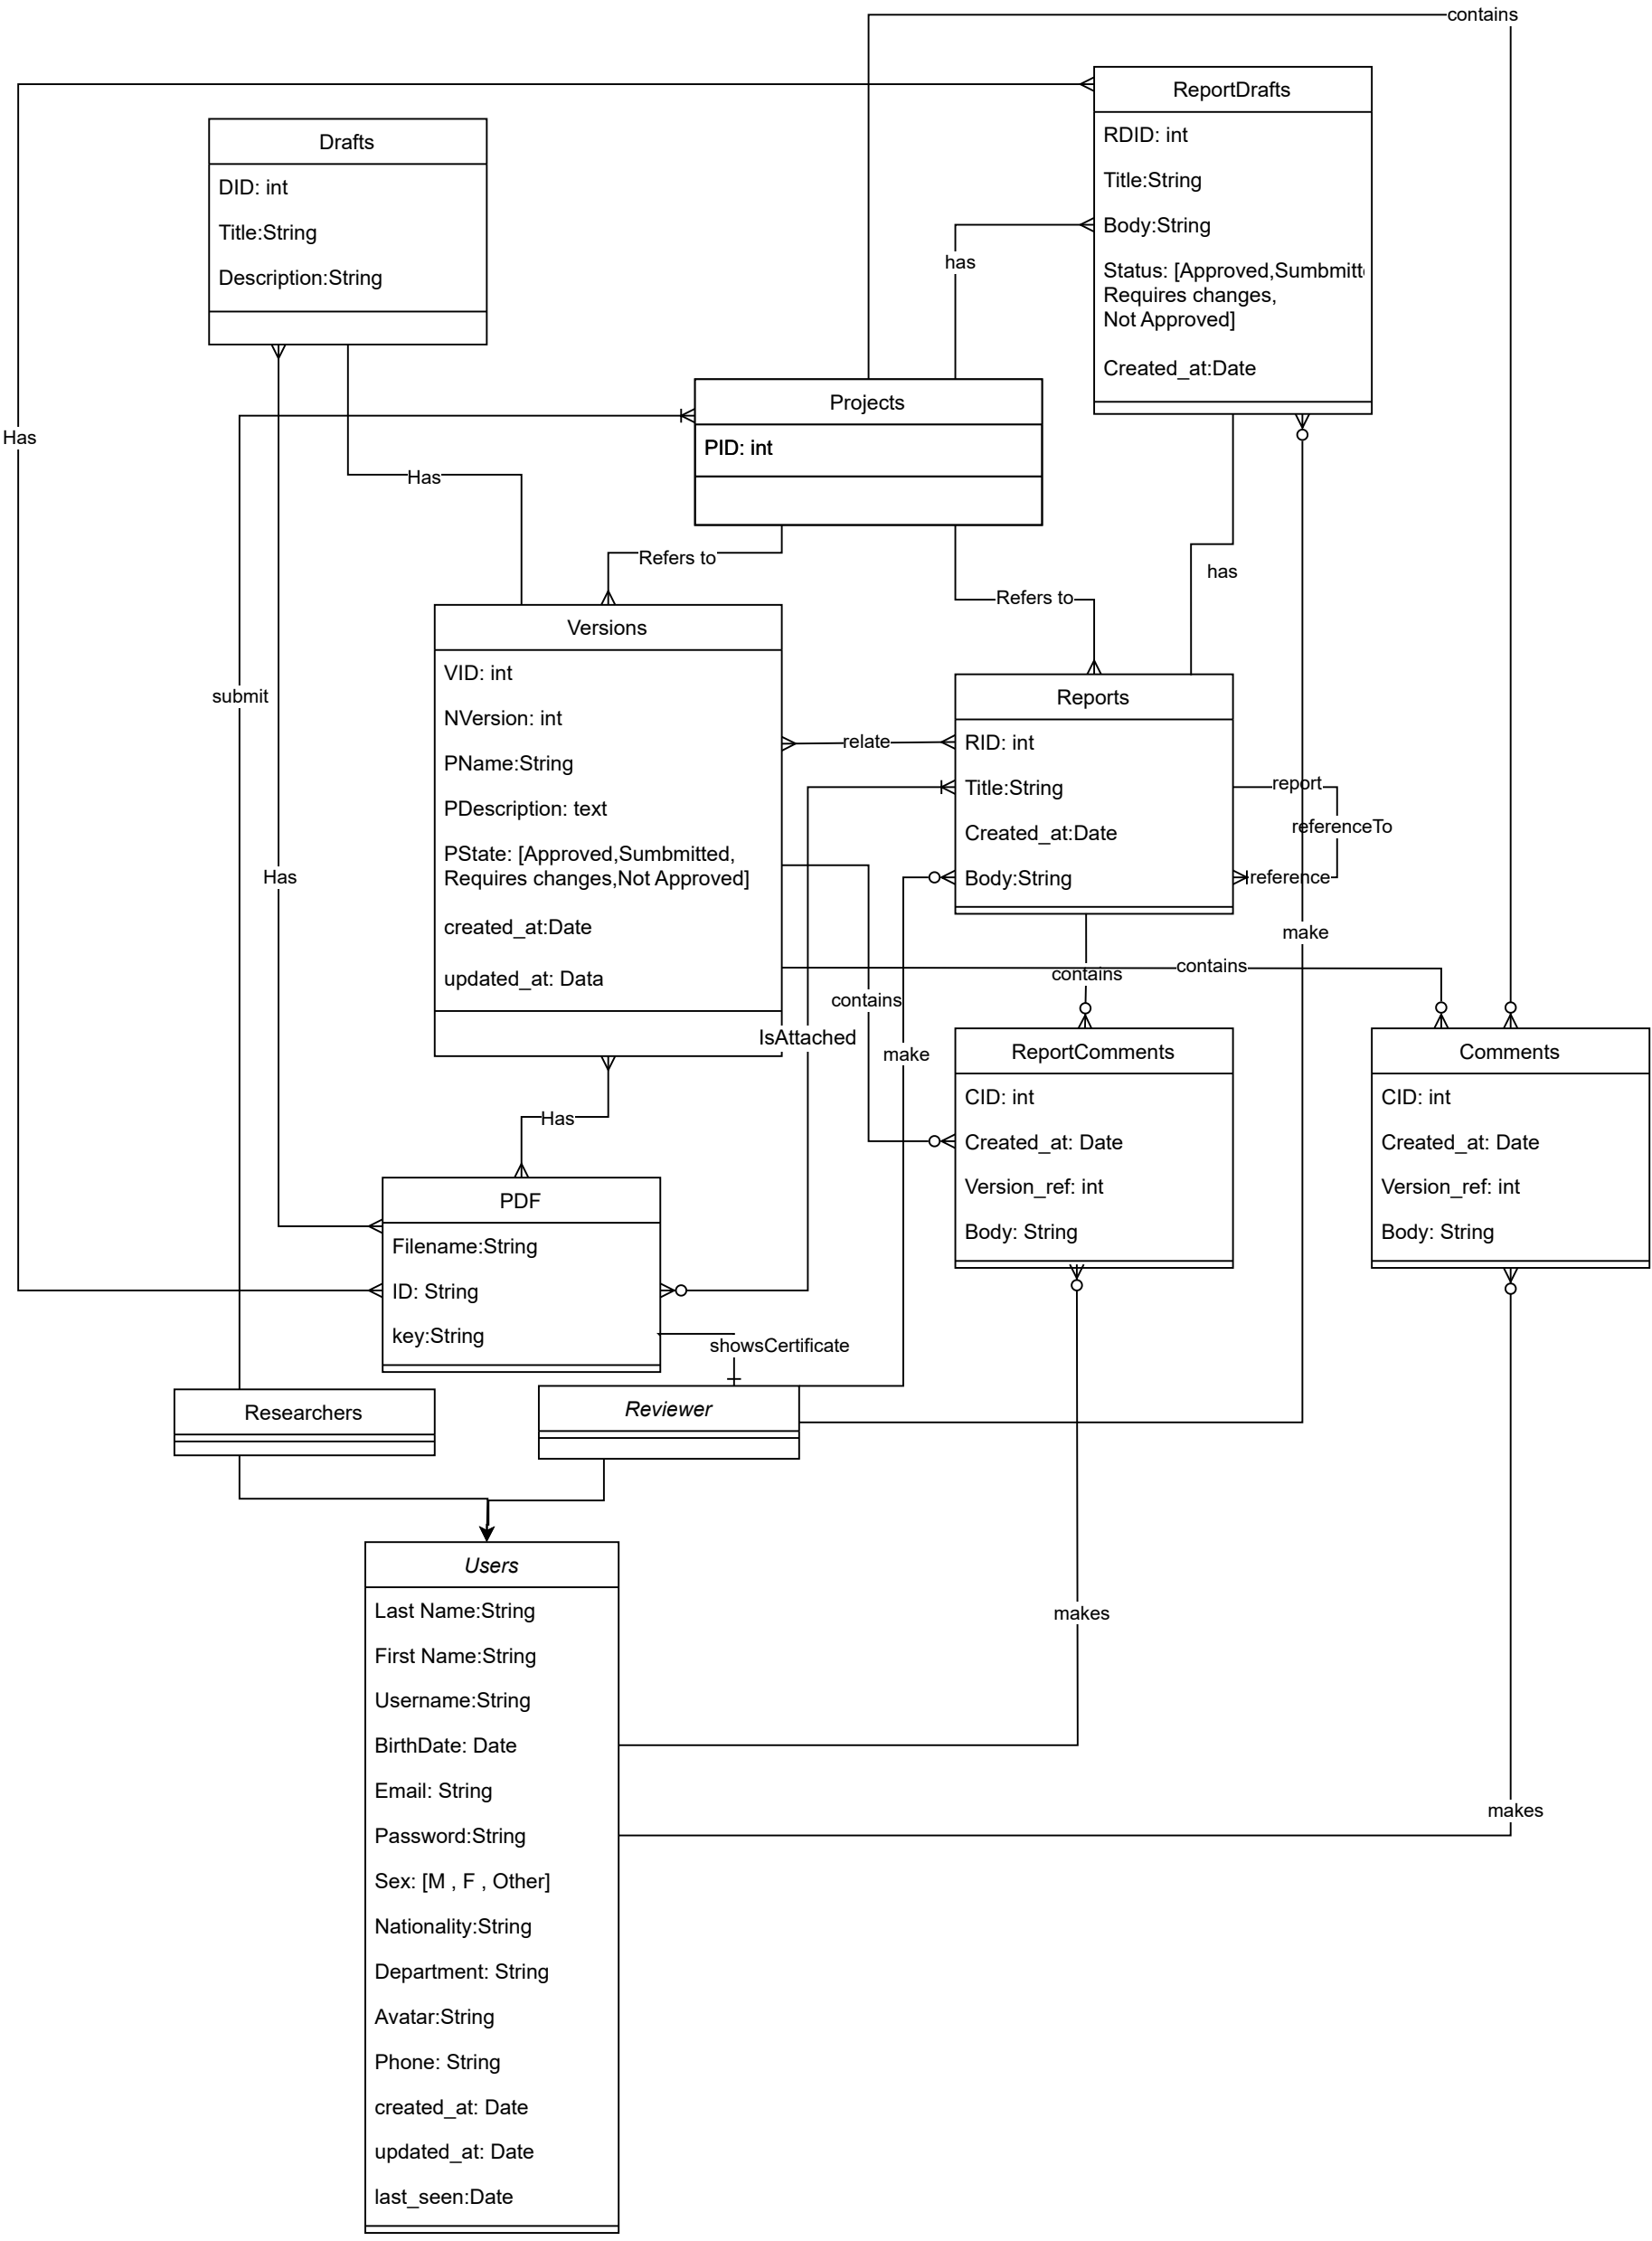 contains
ReportDrafts
RDID: int
Title:String
Body:String
Status: [Approved,Sumbmitt
Requires changes,
Not Approved]
Created_at:Date
Drafts
DID: int
Title:String
Description:String
has
Projects
PID: int
Has
Has
Refers to
Refers to
has
submit
Versions
VID: int
NVersion: int
PName:String
PDescription: text
PState: [Approved,Sumbmitted,
Requires changes,Not Approved]
created_at:Date
updated_at: Data
relate
Reports
RID: int
Title:String
Created_at:Date
Body:String
report
referenceTo
reference
Has
make
contains
contains
contains
IsAttached
make
ReportComments
CID: int
Created_at: Date
Version_ref: int
Body: String
Comments
CID: int
Created_at: Date
Version_ref: int
Body: String
Has
PDF
Filename:String
ID: String
key:String
showsCertificate
Researchers
Reviewer
Users
Last Name:String
First Name:String
Username:String
BirthDate: Date
Email: String
Password:String
Sex: [M , F , Other]
Nationality:String
Department: String
Avatar:String
Phone: String
created_at: Date
updated_at: Date
last_seen:Date
makes
makes